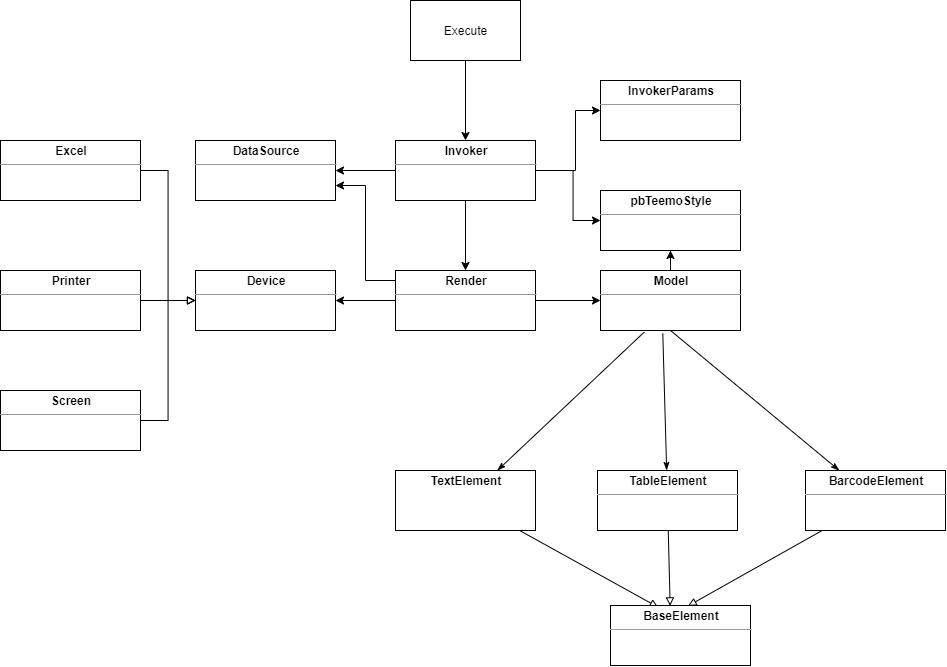 Execute
InvokerParams
Excel
DataSource
Invoker
pbTeemoStyle
Printer
Device
Render
Model
Screen
TextElement
TableElement
BarcodeElement
BaseElement